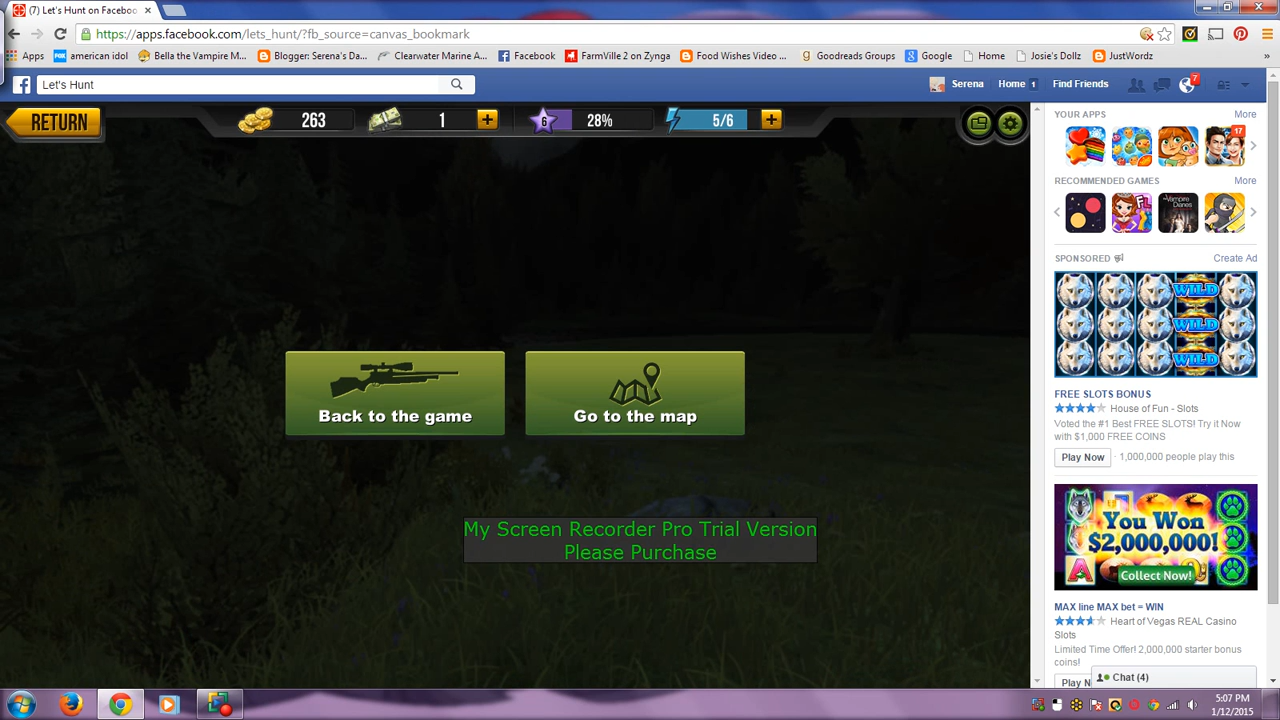 (7) Let's Hunt on Faceboo
https://apps.facebook.com/lets_hunt/?fb_source=canvas_bookmark
Apps
american idol
Bella the Vampire M...
Blogger: Serena's Da...
Clearwater Marine A...
Facebook
FarmVille 2 on Zynga
Food Wishes Video ...
Goodreads Groups
Google
Home
Josie's Dlotz
JustWordz
Let's Hunt
Serena
Home 1
Find Friends
7
RETURN
263
1
6
28%
5/6
YOUR APPS
More
17
RECOMMENDED GAMES
More
SPONSORED
Create Ad
WILD
WILD
WILD
FREE SLOTS BONUS
House of Fun - Slots
Voted the #1 Best FREE SLOTS! Try it Now
with $1,000 FREE COINS
Play Now
· 1,000,000 people play this
Back to the game
Go to the map
My Screen Recorder Pro Trial Version
Please Purchase
You Won
$2,000,000!
Collect Now!
MAX line MAX bet = WIN
Heart of Vegas REAL Casino
Slots
Limited Time Offer! 2,000,000 starter bonus
coins!
Play N
Chat (4)
5:07 PM
1/12/2015